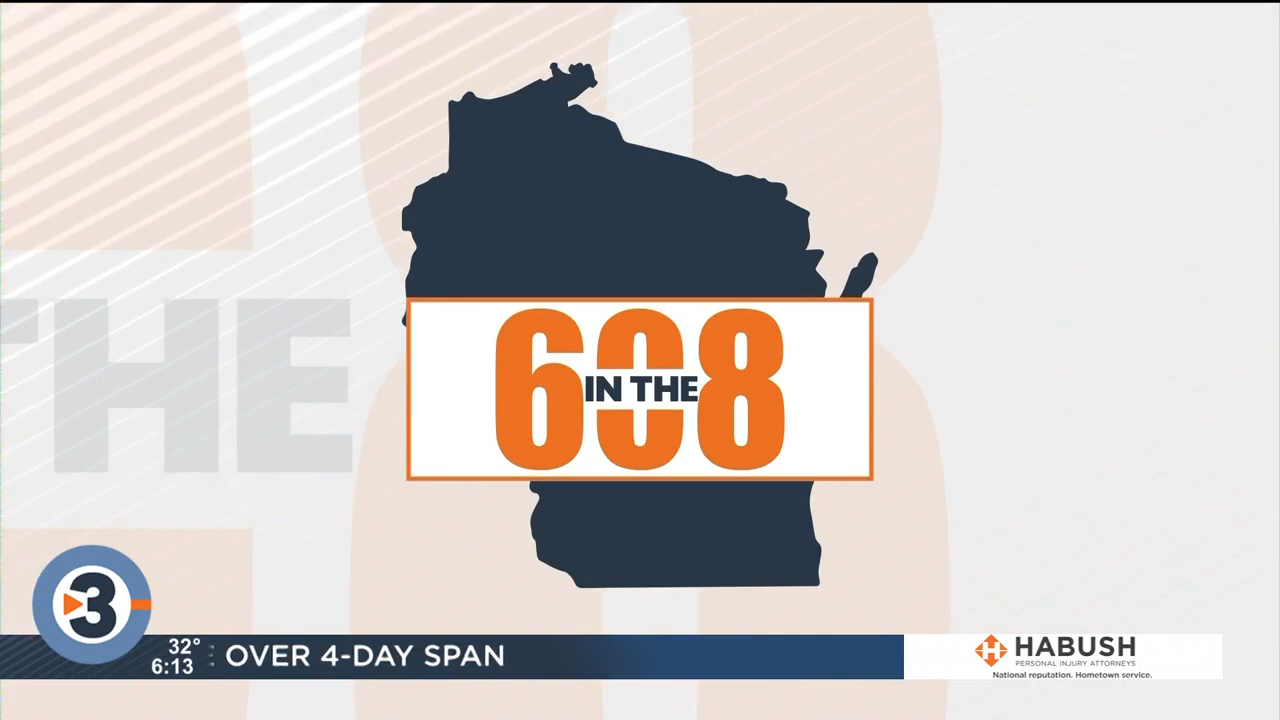 THE
608
IN THE
3
32°
6:13
OVER 4-DAY SPAN
HABUSH
PERSONAL INJURY ATTORNEYS
National reputation. Hometown service.